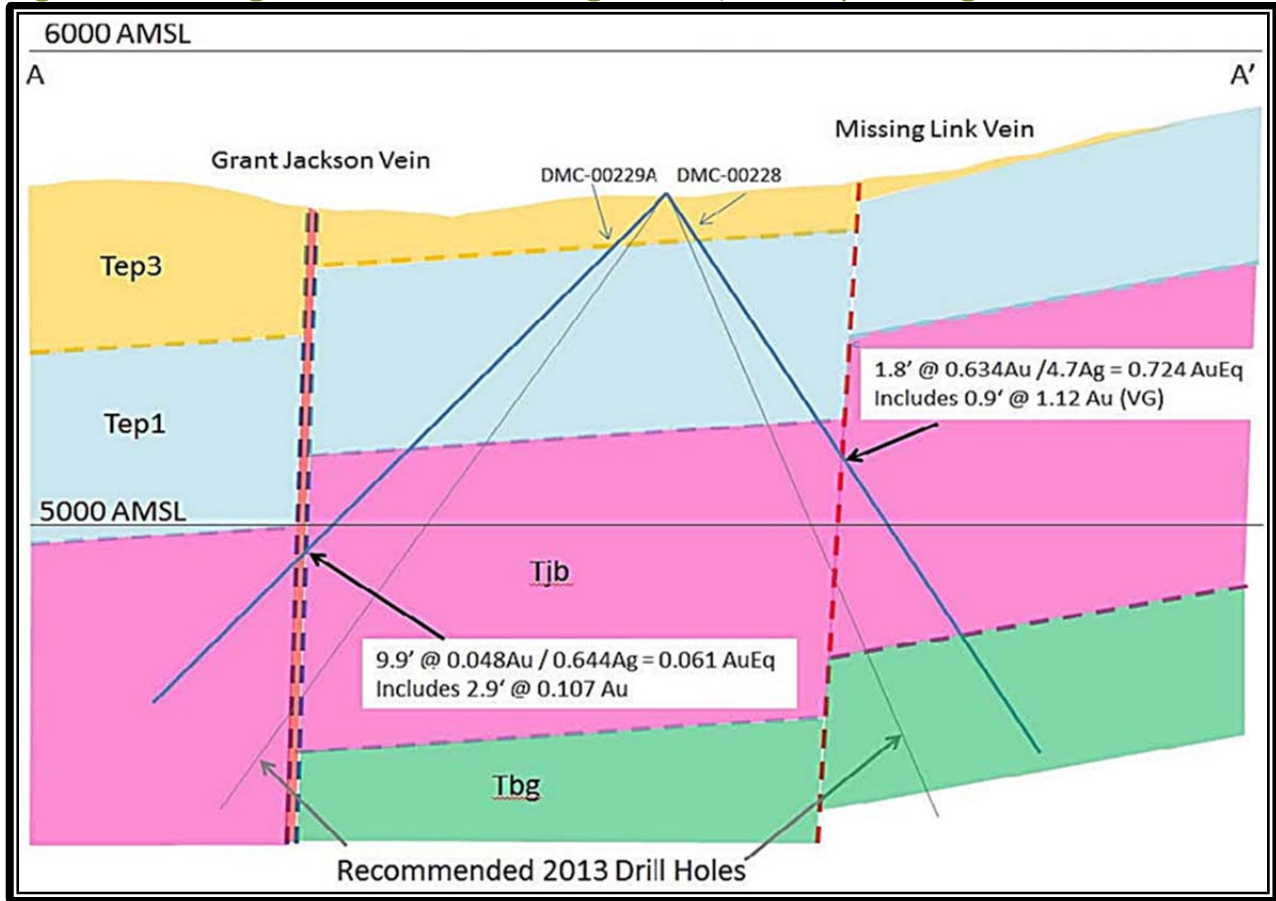 6000 AMSL
A
A'
Missing Link Vein
Grant Jackson Vein
DMC-00229A
DMC-00228
Tep3
Tep1
1.8’ @ 0.634Au /4.7Ag = 0.724 AuEq
Includes 0.9‘ @ 1.12 Au (VG)
5000 AMSL
Tjb
9.9’ @ 0.048Au / 0.644Ag = 0.061 AuEq
Includes 2.9‘ @ 0.107 Au
Tbg
Recommended 2013 Drill Holes